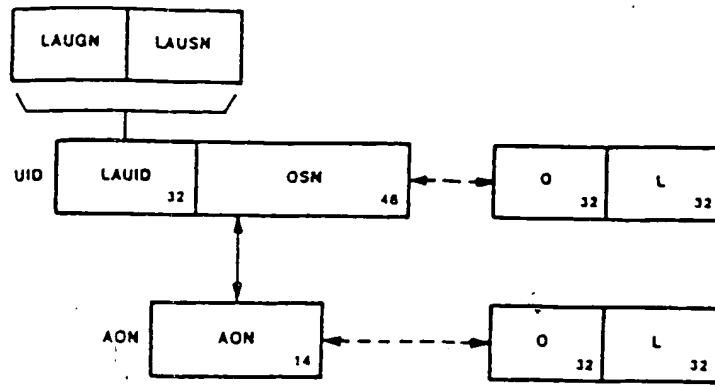 LAUGN LAUSN
UID LAUID 32 OSN 48 O 32 L 32
AON AON 14 O 32 L 32